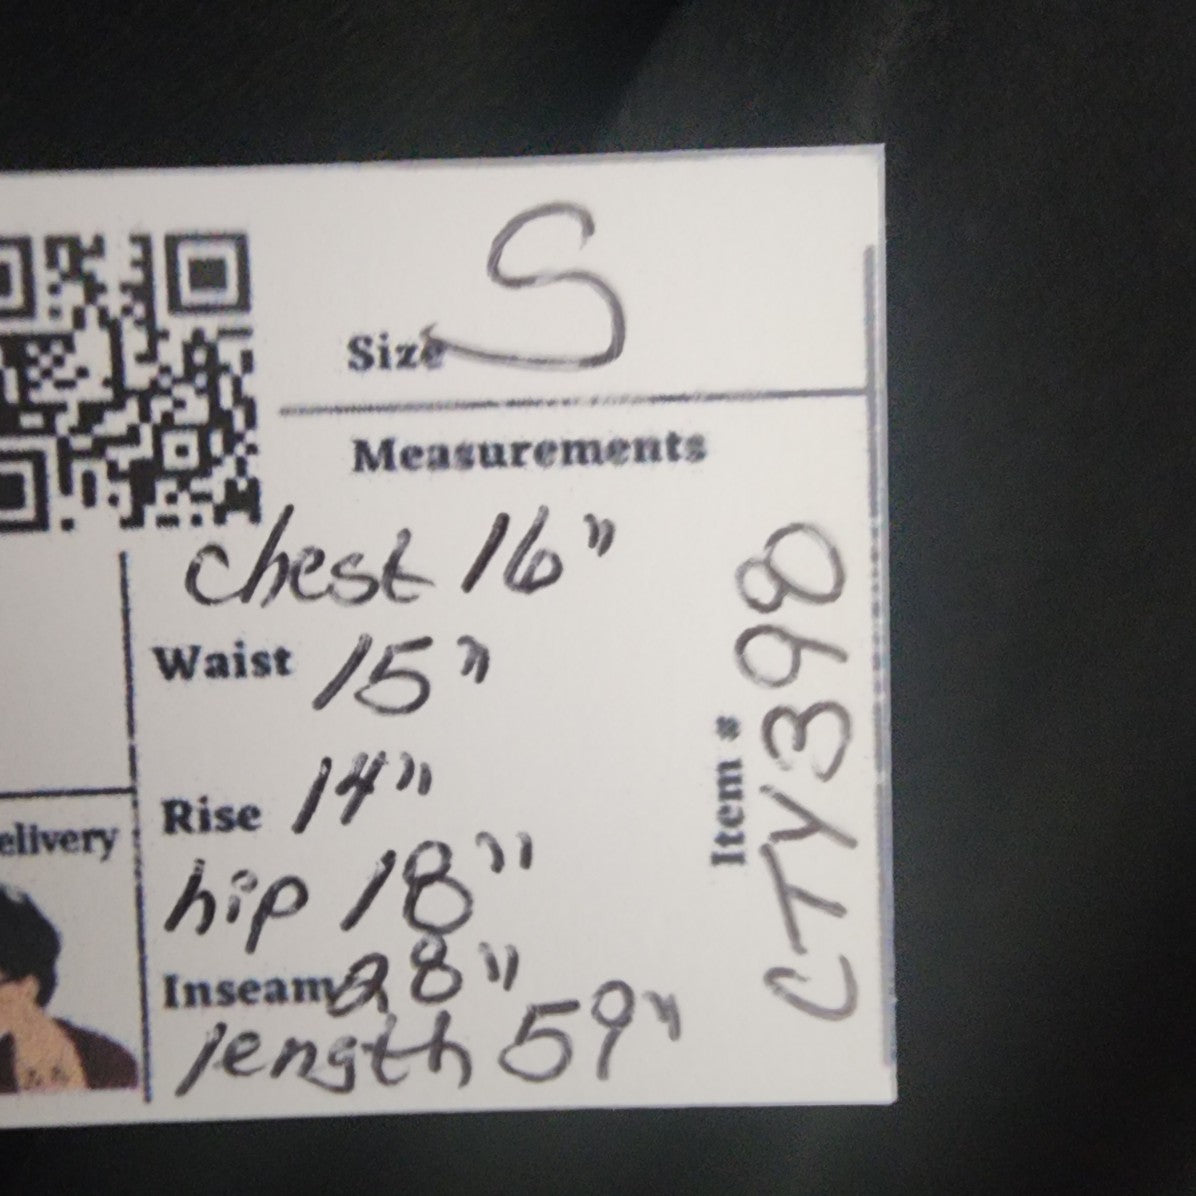 Size S
Measurements
chest 16"
Waist 15"
Rise 14"
hip 18"
Inseam 28"
length 59"
Item # CTY398
elivery